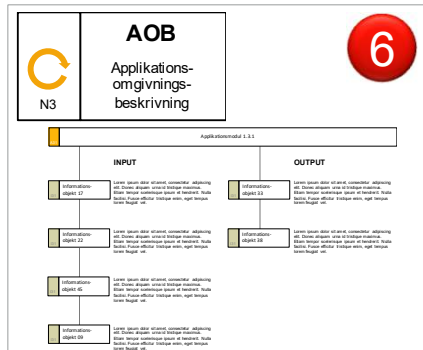 AOB
Applikations-
omgivnings-
beskrivning
N3
6
Applikationsmodul 1.3.1
INPUT
OUTPUT
Informations-
objekt 17
Lorem ipsum dolor sit amet, consectetur adipiscing
elit. Donec aliquam urna id tristique maximus.
Etiam tempor scelerisque ipsum et hendrerit. Nulla
facilisi. Fusce efficitur tristique enim, eget tempus
lorem feugiat vel.
Informations-
objekt 33
Lorem ipsum dolor sit amet, consectetur adipiscing
elit. Donec aliquam urna id tristique maximus.
Etiam tempor scelerisque ipsum et hendrerit. Nulla
facilisi. Fusce efficitur tristique enim, eget tempus
lorem feugiat vel.
Informations-
objekt 22
Lorem ipsum dolor sit amet, consectetur adipiscing
elit. Donec aliquam urna id tristique maximus.
Etiam tempor scelerisque ipsum et hendrerit. Nulla
facilisi. Fusce efficitur tristique enim, eget tempus
lorem feugiat vel.
Informations-
objekt 38
Lorem ipsum dolor sit amet, consectetur adipiscing
elit. Donec aliquam urna id tristique maximus.
Etiam tempor scelerisque ipsum et hendrerit. Nulla
facilisi. Fusce efficitur tristique enim, eget tempus
lorem feugiat vel.
Informations-
objekt 45
Lorem ipsum dolor sit amet, consectetur adipiscing
elit. Donec aliquam urna id tristique maximus.
Etiam tempor scelerisque ipsum et hendrerit. Nulla
facilisi. Fusce efficitur tristique enim, eget tempus
lorem feugiat vel.
Informations-
objekt 09
Lorem ipsum dolor sit amet, consectetur adipiscing
elit. Donec aliquam urna id tristique maximus.
Etiam tempor scelerisque ipsum et hendrerit. Nulla
facilisi. Fusce efficitur tristique enim, eget tempus
lorem feugiat vel.